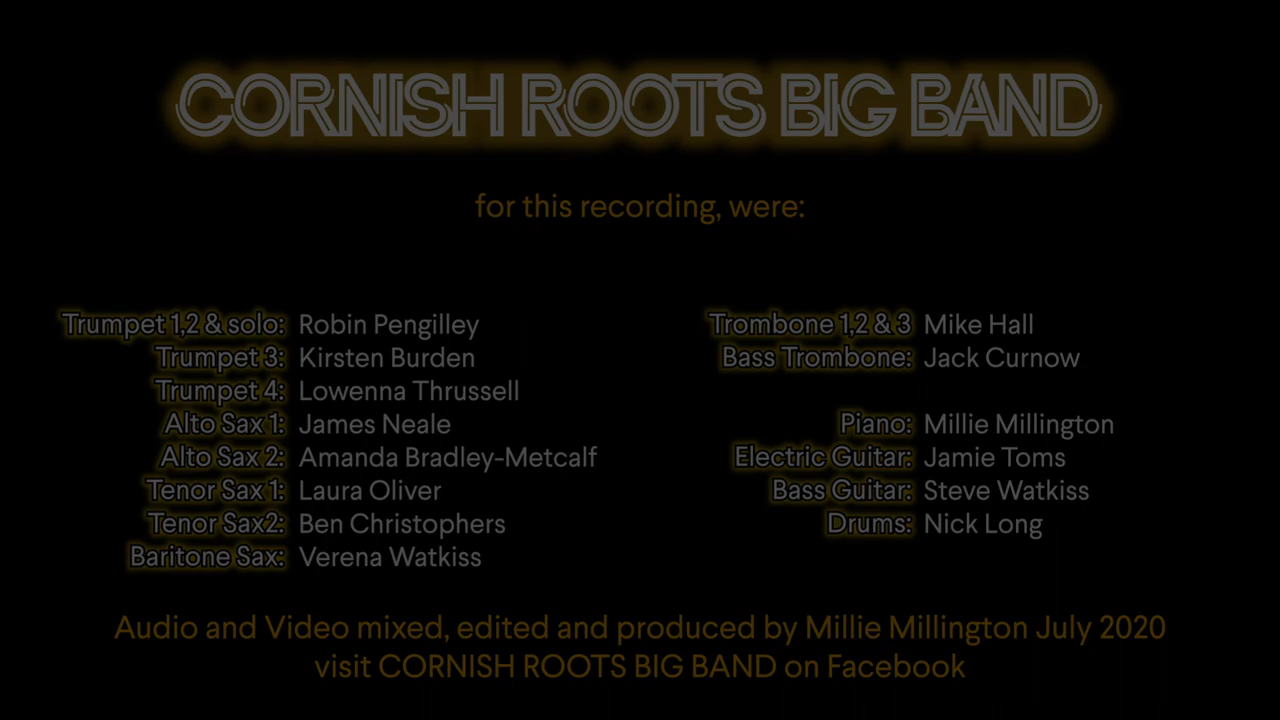 CORNISH ROOTS BIG BAND
for this recording, were:
Trumpet 1,2 & solo: Robin Pengilley
Trumpet 3: Kirsten Burden
Trumpet 4: Lowenna Thrussell
Alto Sax 1: James Neale
Alto Sax 2: Amanda Bradley-Metcalf
Tenor Sax 1: Laura Oliver
Tenor Sax2: Ben Christophers
Baritone Sax: Verena Watkiss
Trombone 1,2 & 3 Mike Hall
Bass Trombone: Jack Curnow
Piano: Millie Millington
Electric Guitar: Jamie Toms
Bass Guitar: Steve Watkiss
Drums: Nick Long
Audio and Video mixed, edited and produced by Millie Millington July 2020
visit CORNISH ROOTS BIG BAND on Facebook